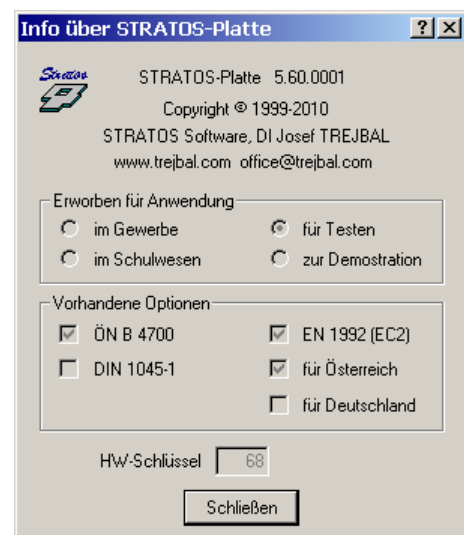 Info über STRATOS-Platte
Stratos
STRATOS-Platte 5.60.0001
Copyright © 1999-2010
STRATOS Software, DI Josef TREJBAL
www.trejbal.com office@trejbal.com
Erworben für Anwendung
im Gewerbe
für Testen
im Schulwesen
zur Demostration
Vorhandene Optionen
ÖN B 4700
EN 1992 (EC2)
DIN 1045-1
für Österreich
für Deutschland
HW-Schlüssel 68
Schließen